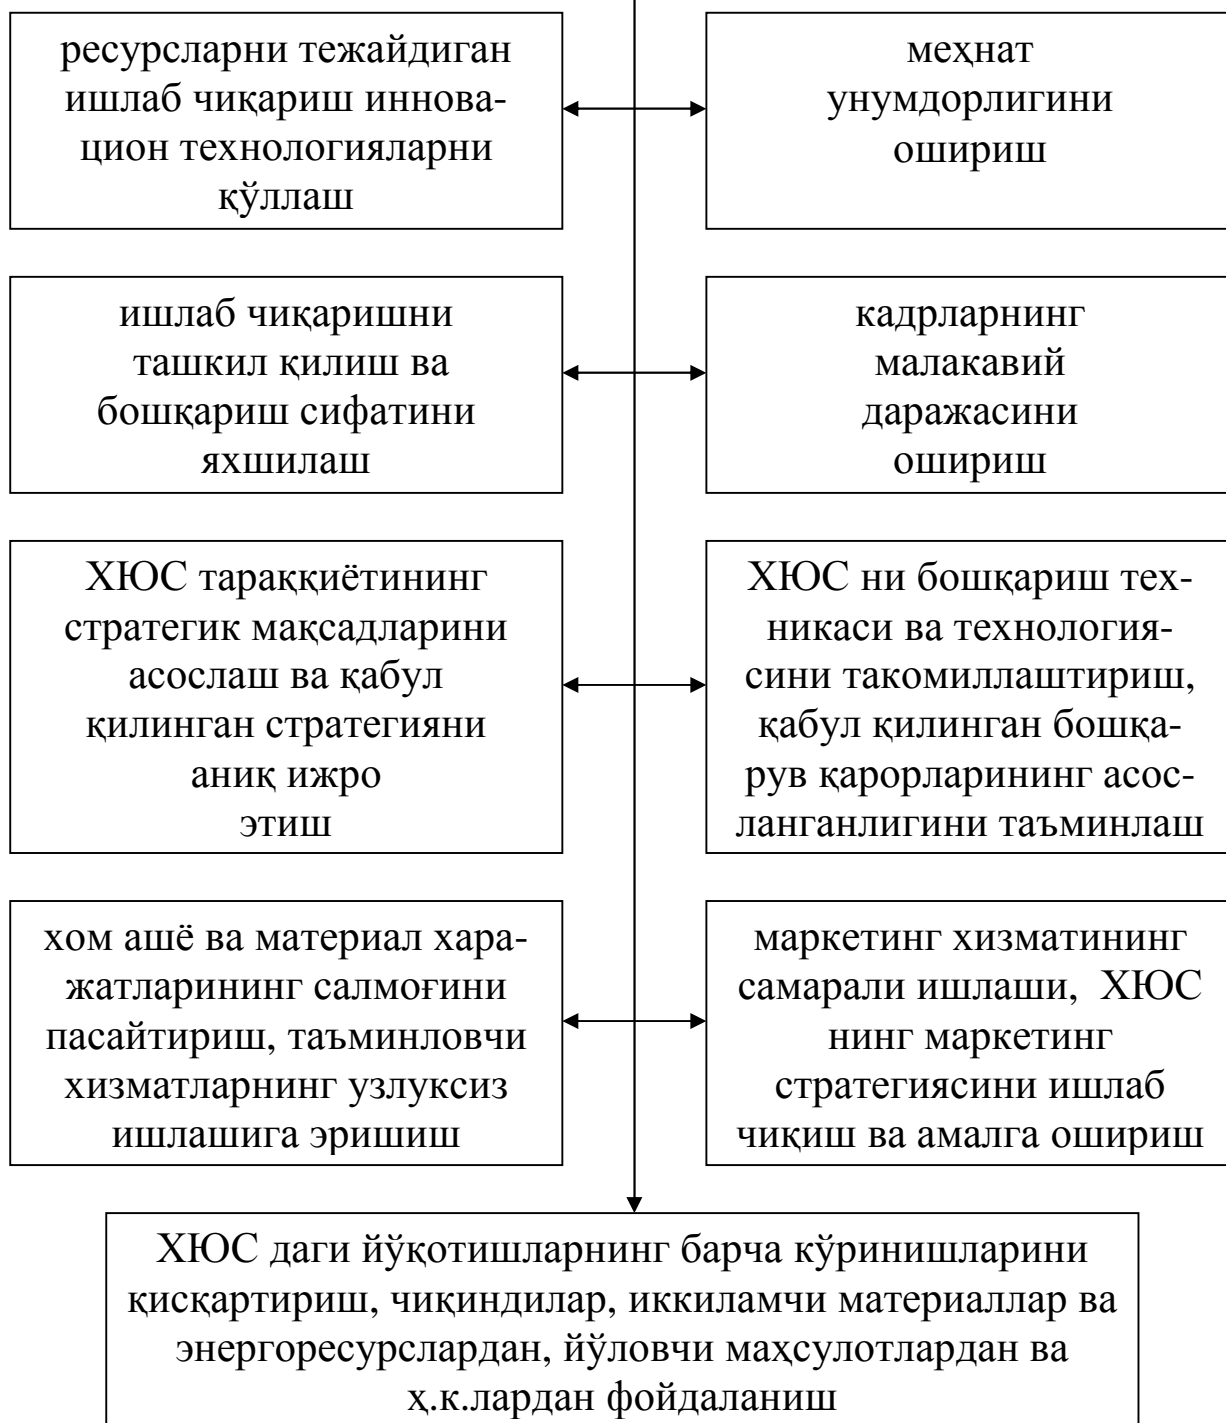 ресурсларни тежайдиган
ишлаб чиқариш иннова-
цион технологияларни
қўллаш
меҳнат
унумдорлигини
ошириш
ишлаб чиқаришни
ташкил қилиш ва
бошқариш сифатини
яхшилаш
кадрларнинг
малакавий
даражасини
ошириш
ХЮС тараққиётининг
стратегик мақсадларини
асослаш ва қабул
қилинган стратегияни
аниқ ижро
этиш
ХЮС ни бошқариш тех-
никаси ва технология-
сини такомиллаштириш,
қабул қилинган бошқа-
рув қарорларининг асос-
ланганлигини таъминлаш
хом ашё ва материал хара-
жатларининг салмоғини
пасайтириш, таъминловчи
хизматларнинг узлуксиз
ишлашига эришиш
маркетинг хизматининг
самарали ишлаши, ХЮС
нинг маркетинг
стратегиясини ишлаб
чиқиш ва амалга ошириш
ХЮС даги йўқотишларнинг барча кўринишларини
қисқартириш, чиқиндилар, иккиламчи материаллар ва
энергоресурслардан, йўловчи маҳсулотлардан ва
ҳ.к.лардан фойдаланиш